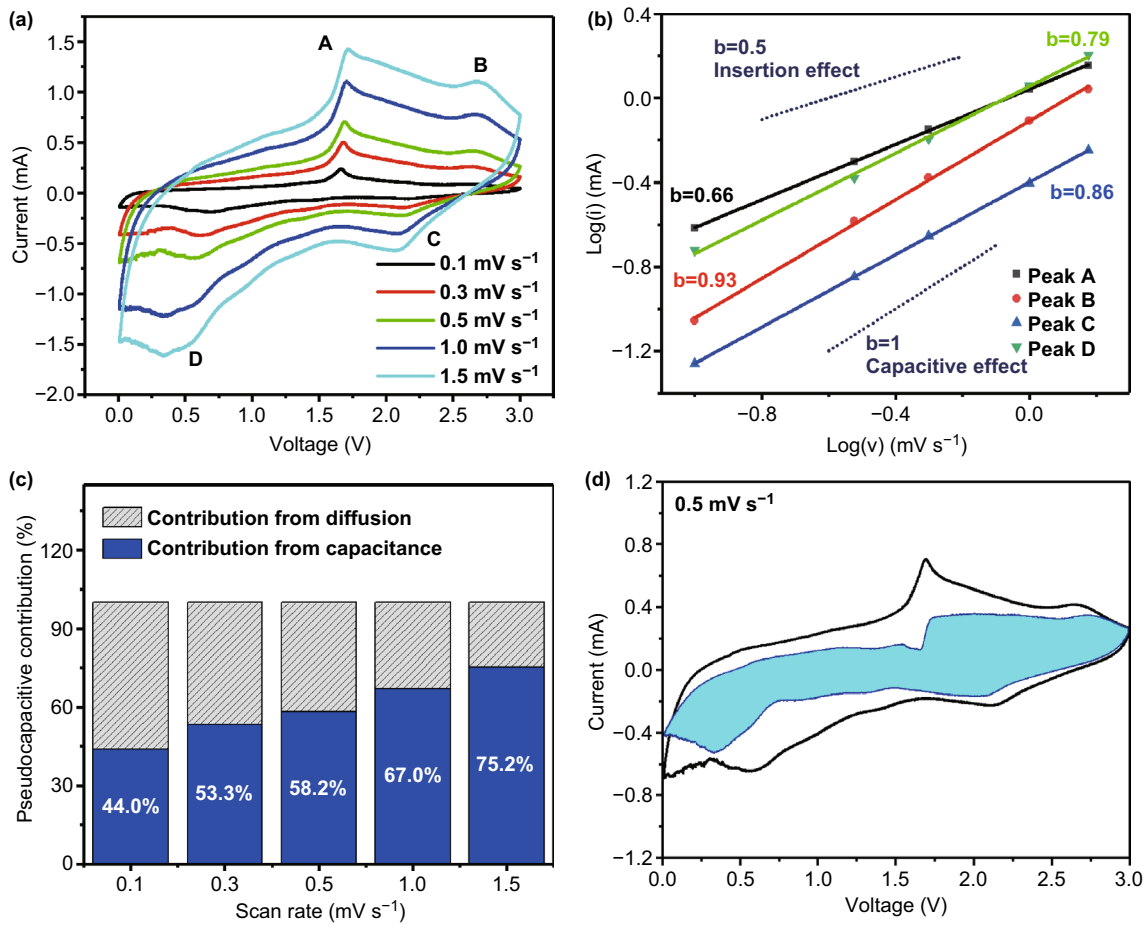 (a)
A
B
C
D
1.5
1.0
0.5
0.0
−0.5
−1.0
−1.5
−2.0
Current (mA)
0.1 mV s⁻¹
0.3 mV s⁻¹
0.5 mV s⁻¹
1.0 mV s⁻¹
1.5 mV s⁻¹
0.0 0.5 1.0 1.5 2.0 2.5 3.0
Voltage (V)
(b)
b=0.5
Insertion effect
b=0.79
b=0.66
b=0.86
b=0.93
b=1
Capacitive effect
Peak A
Peak B
Peak C
Peak D
0.4
0.0
−0.4
−0.8
−1.2
Log(i) (mA)
−0.8 −0.4 0.0
Log(v) (mV s⁻¹)
(c)
Contribution from diffusion
Contribution from capacitance
120
90
60
30
0
Pseudocapacitive contribution (%)
44.0%
53.3%
58.2%
67.0%
75.2%
0.1 0.3 0.5 1.0 1.5
Scan rate (mV s⁻¹)
(d)
0.5 mV s⁻¹
1.2
0.8
0.4
0.0
−0.4
−0.8
−1.2
Current (mA)
0.0 0.5 1.0 1.5 2.0 2.5 3.0
Voltage (V)